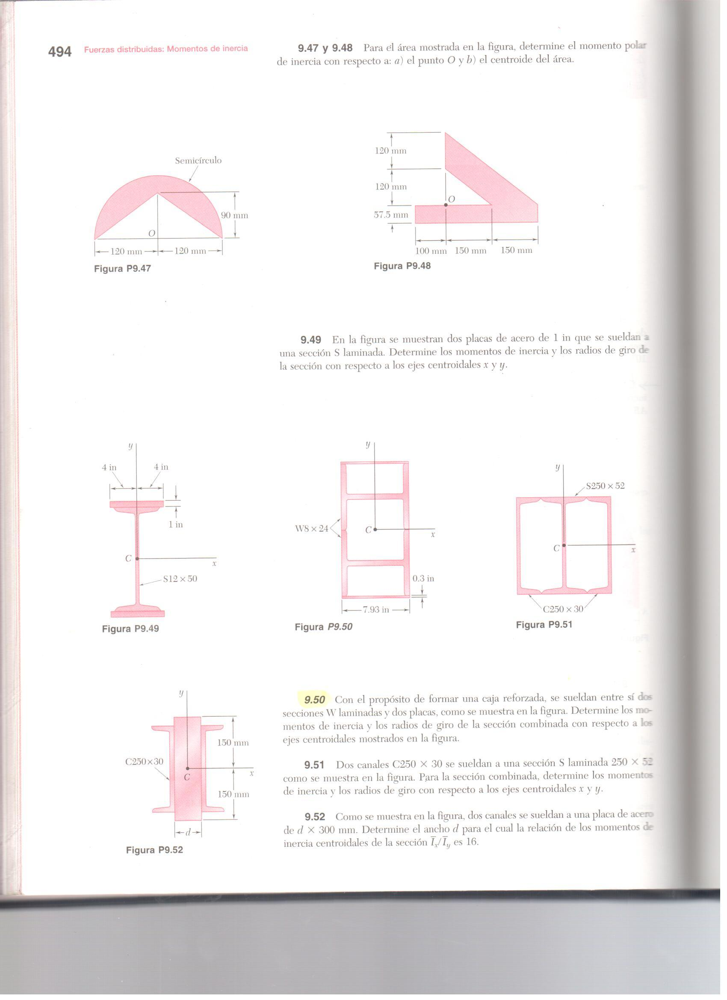 494 Fuerzas distribuidas: Momentos de inercia
9.47 y 9.48 Para el área mostrada en la figura, determine el momento polar
de inercia con respecto a: a) el punto O y b) el centroide del área.
Semicírculo
90 mm
O
120 mm 120 mm
Figura P9.47
120 mm
120 mm
O
57.5 mm
100 mm 150 mm 150 mm
Figura P9.48
9.49 En la figura se muestran dos placas de acero de 1 in que se sueldan a
una sección S laminada. Determine los momentos de inercia y los radios de giro de
la sección con respecto a los ejes centroidales x y y.
y
4 in 4 in
1 in
C
x
S12 × 50
Figura P9.49
y
W8 × 24
C
x
0.3 in
7.93 in
Figura P9.50
y
S250 × 52
C
x
C250 × 30
Figura P9.51
y
150 mm
C250×30
C
x
150 mm
d
Figura P9.52
9.50 Con el propósito de formar una caja reforzada, se sueldan entre sí dos
secciones W laminadas y dos placas, como se muestra en la figura. Determine los mo-
mentos de inercia y los radios de giro de la sección combinada con respecto a los
ejes centroidales mostrados en la figura.
9.51 Dos canales C250 × 30 se sueldan a una sección S laminada 250 × 52
como se muestra en la figura. Para la sección combinada, determine los momentos
de inercia y los radios de giro con respecto a los ejes centroidales x y y.
9.52 Como se muestra en la figura, dos canales se sueldan a una placa de acero
de d × 300 mm. Determine el ancho d para el cual la relación de los momentos de
inercia centroidales de la sección Īx/Īy es 16.